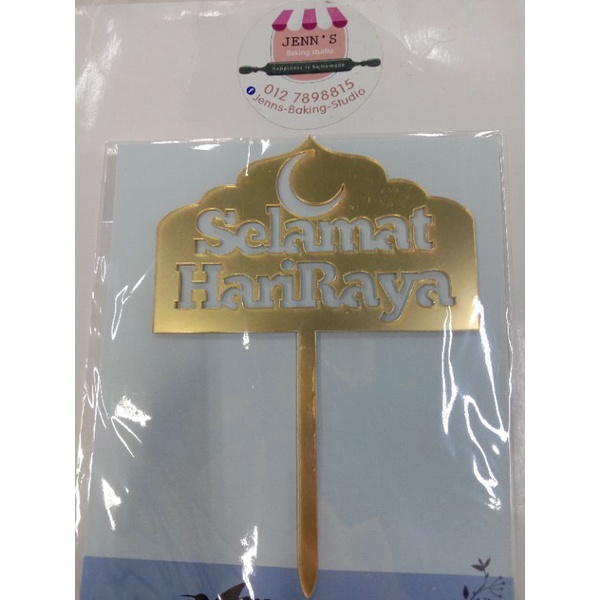 JENN'S
Baking studio
happiness is homemade
012 7898815
Jenns-Baking-Studio
Selamat
HariRaya